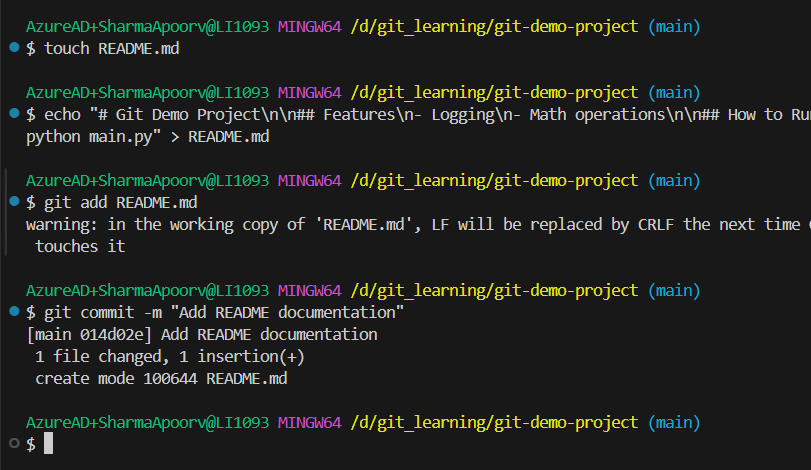 AzureAD+SharmaApoorv@LI1093 MINGW64 /d/git_learning/git-demo-project (main)
$ touch README.md
AzureAD+SharmaApoorv@LI1093 MINGW64 /d/git_learning/git-demo-project (main)
$ echo "# Git Demo Project\n\n## Features\n- Logging\n- Math operations\n\n## How to Run
python main.py" > README.md
AzureAD+SharmaApoorv@LI1093 MINGW64 /d/git_learning/git-demo-project (main)
$ git add README.md
warning: in the working copy of 'README.md', LF will be replaced by CRLF the next time
touches it
AzureAD+SharmaApoorv@LI1093 MINGW64 /d/git_learning/git-demo-project (main)
$ git commit -m "Add README documentation"
[main 014d02e] Add README documentation
1 file changed, 1 insertion(+)
create mode 100644 README.md
AzureAD+SharmaApoorv@LI1093 MINGW64 /d/git_learning/git-demo-project (main)
$